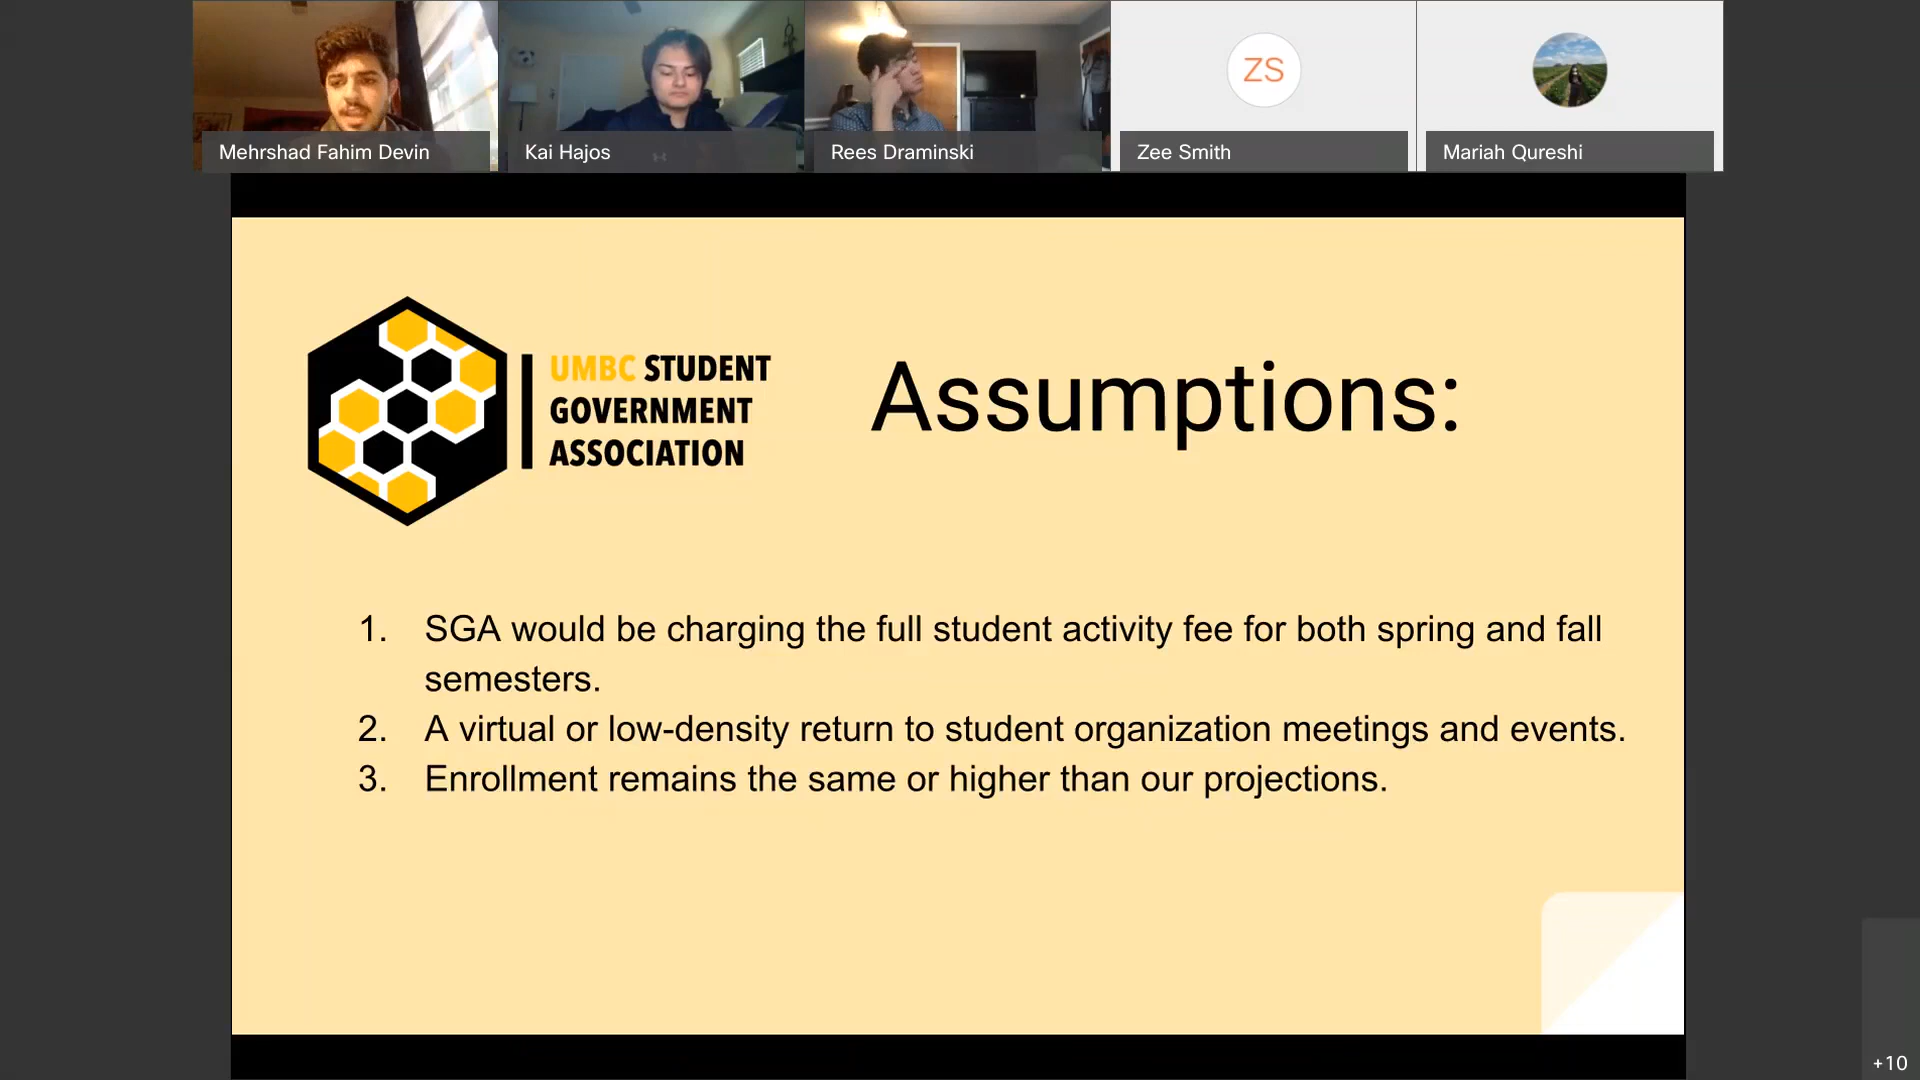 Mehrshad Fahim Devin
Kai Hajos
Rees Draminski
ZS
Zee Smith
Mariah Qureshi
UMBC STUDENT
GOVERNMENT
ASSOCIATION
Assumptions:
1. SGA would be charging the full student activity fee for both spring and fall
semesters.
2. A virtual or low-density return to student organization meetings and events.
3. Enrollment remains the same or higher than our projections.
+10